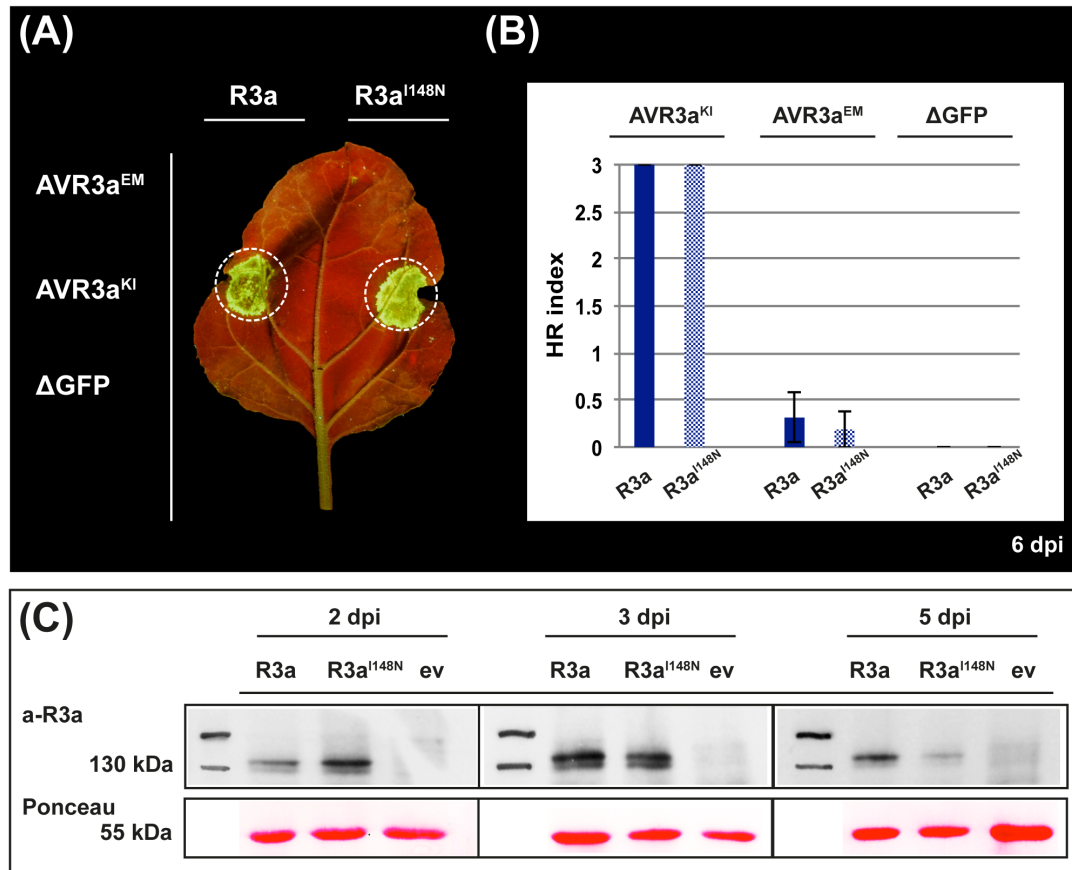 (A)
R3a R3aI148N
AVR3aEM
AVR3aKI
ΔGFP
(B)
AVR3aKI AVR3aEM ΔGFP
HR index
3
2.5
2
1.5
1
0.5
0
R3a R3aI148N R3a R3aI148N R3a R3aI148N
6 dpi
(C)
2 dpi 3 dpi 5 dpi
R3a R3aI148N ev R3a R3aI148N ev R3a R3aI148N ev
a-R3a
130 kDa
Ponceau
55 kDa